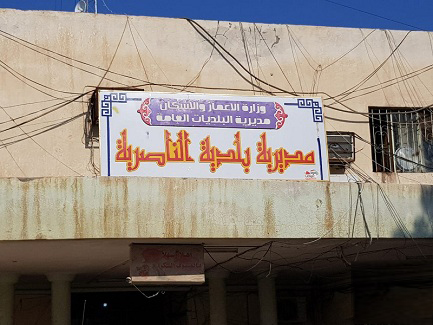 وزارة الاعمار والاسكان
مديرية البلديات العامة
مديرية بلدية الناصرية